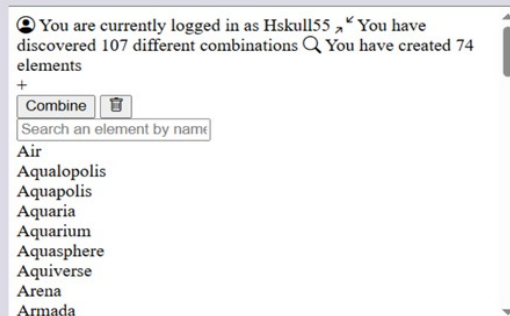 You are currently logged in as Hskull55 You have
discovered 107 different combinations You have created 74
elements
+
Combine
Search an element by name
Air
Aqualopolis
Aquapolis
Aquaria
Aquarium
Aquasphere
Aquiverse
Arena
Armada